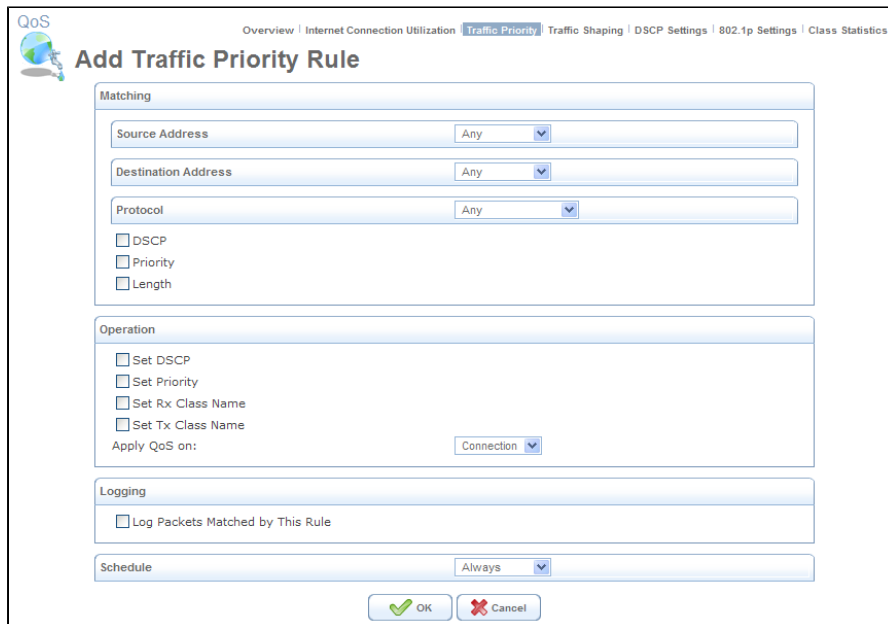 QoS
Overview | Internet Connection Utilization | Traffic Priority | Traffic Shaping | DSCP Settings | 802.1p Settings | Class Statistics
Add Traffic Priority Rule
Matching
Source Address Any
Destination Address Any
Protocol Any
DSCP
Priority
Length
Operation
Set DSCP
Set Priority
Set Rx Class Name
Set Tx Class Name
Apply QoS on: Connection
Logging
Log Packets Matched by This Rule
Schedule Always
OK Cancel